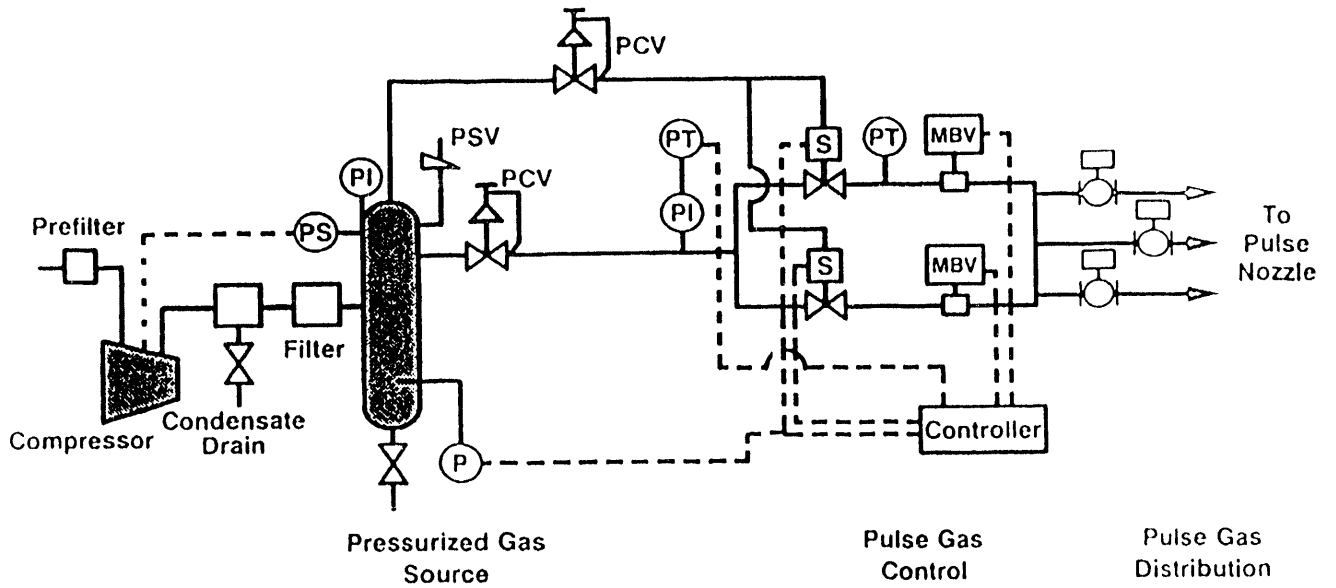 PCV
PSV
PT
S
PT
MBV
PI
PCV
Prefilter
PS
PI
To
Pulse
Nozzle
S
MBV
Filter
Compressor
Condensate
Drain
P
Controller
Pressurized Gas
Source
Pulse Gas
Control
Pulse Gas
Distribution